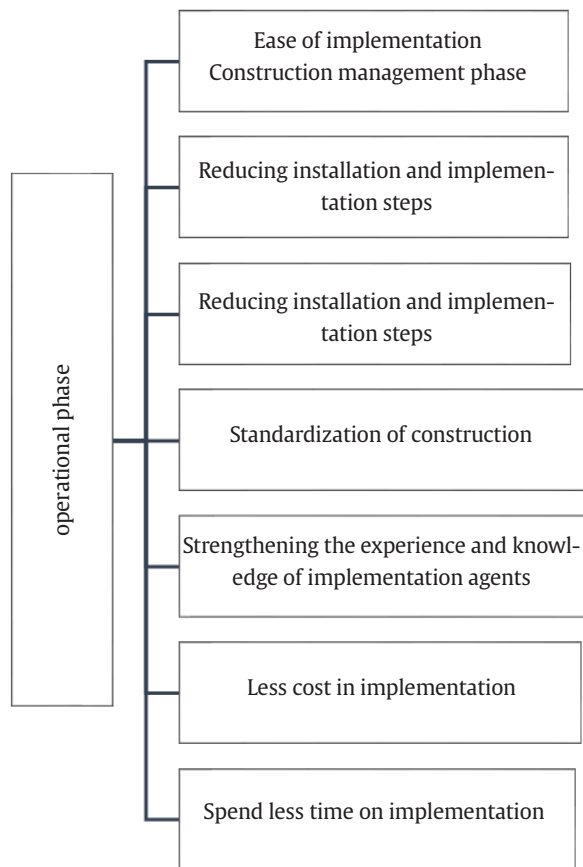 operational phase
Ease of implementation
Construction management phase
Reducing installation and implemen-
tation steps
Reducing installation and implemen-
tation steps
Standardization of construction
Strengthening the experience and knowl-
edge of implementation agents
Less cost in implementation
Spend less time on implementation